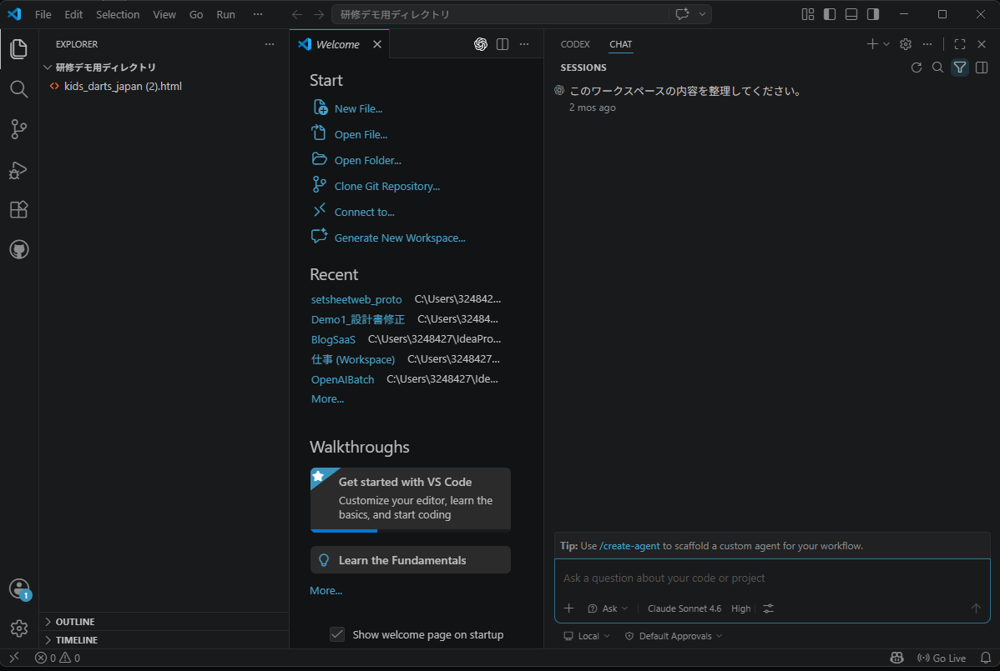 File Edit Selection View Go Run ···
研修デモ用ディレクトリ
EXPLORER ···
研修デモ用ディレクトリ
<> kids_darts_japan (2).html
OUTLINE
TIMELINE
Welcome
Start
New File...
Open File...
Open Folder...
Clone Git Repository...
Connect to...
Generate New Workspace...
Recent
setsheetweb_proto C:\Users\324842...
Demo1_設計書修正 C:\Users\32484...
BlogSaaS C:\Users\3248427\IdeaPro...
仕事 (Workspace) C:\Users\3248427...
OpenAIBatch C:\Users\3248427\Ide...
More...
Walkthroughs
Get started with VS Code
Customize your editor, learn the
basics, and start coding
Learn the Fundamentals
More...
Show welcome page on startup
CODEX CHAT
SESSIONS
このワークスペースの内容を整理してください。
2 mos ago
Tip: Use /create-agent to scaffold a custom agent for your workflow.
Ask a question about your code or project
Ask Claude Sonnet 4.6 High
Local Default Approvals
1
0 0
Go Live